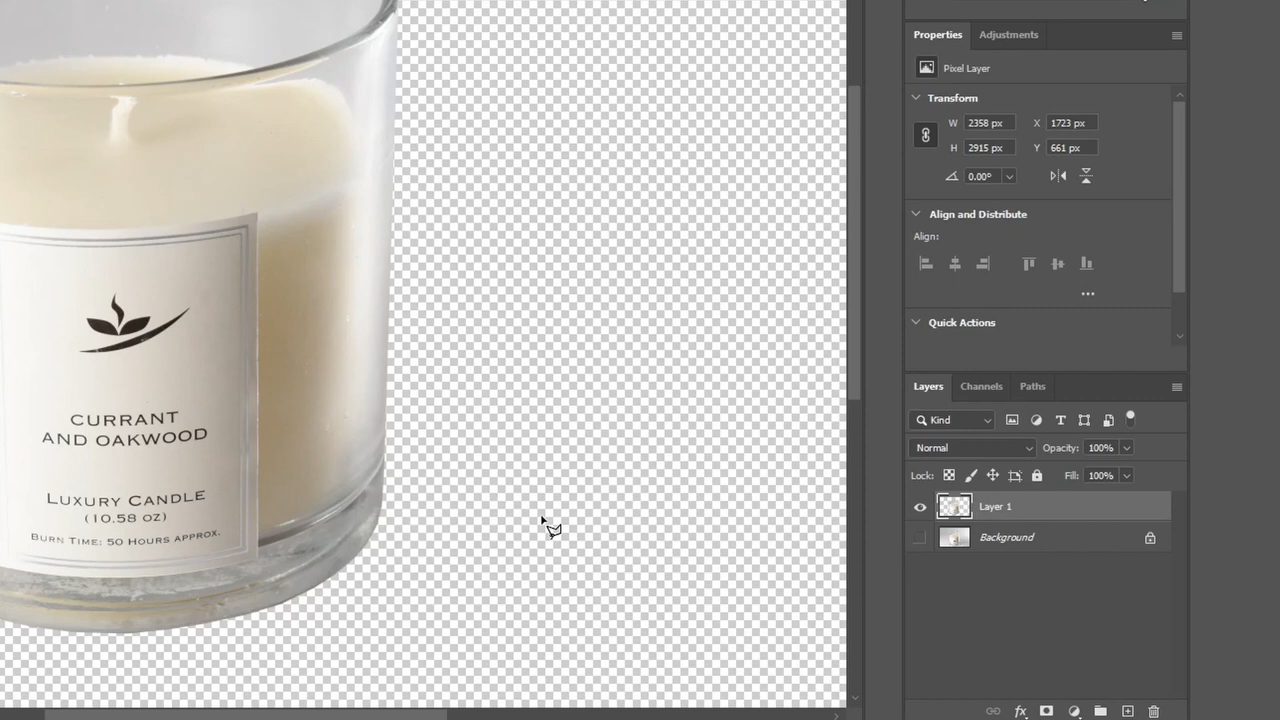 Properties
Adjustments
Pixel Layer
Transform
W 2358 px X 1723 px
H 2915 px Y 661 px
0.00°
Align and Distribute
Align:
Quick Actions
Layers Channels Paths
Kind
Normal Opacity: 100%
Lock: Fill: 100%
Layer 1
Background
fx
CURRANT
AND OAKWOOD
LUXURY CANDLE
(10.58 OZ)
BURN TIME: 50 HOURS APPROX.